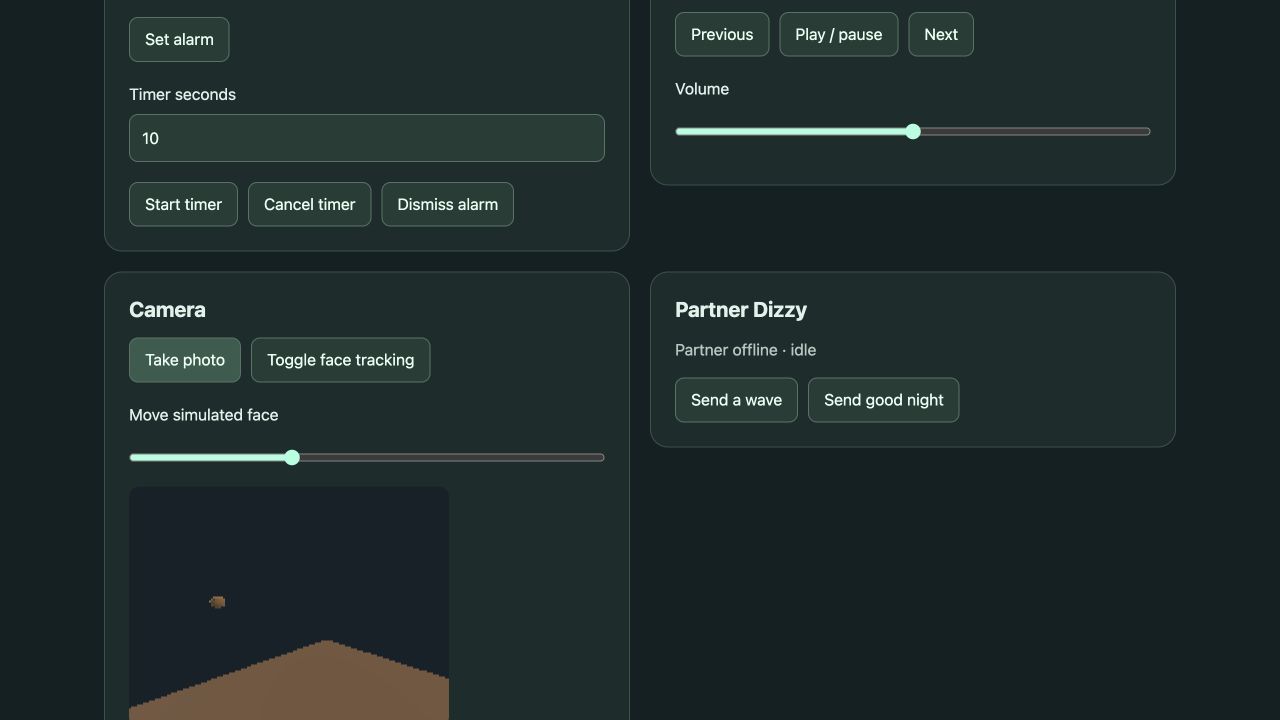 Set alarm
Timer seconds
10
Start timer Cancel timer Dismiss alarm
Previous Play / pause Next
Volume
Camera
Take photo Toggle face tracking
Move simulated face
Partner Dizzy
Partner offline · idle
Send a wave Send good night